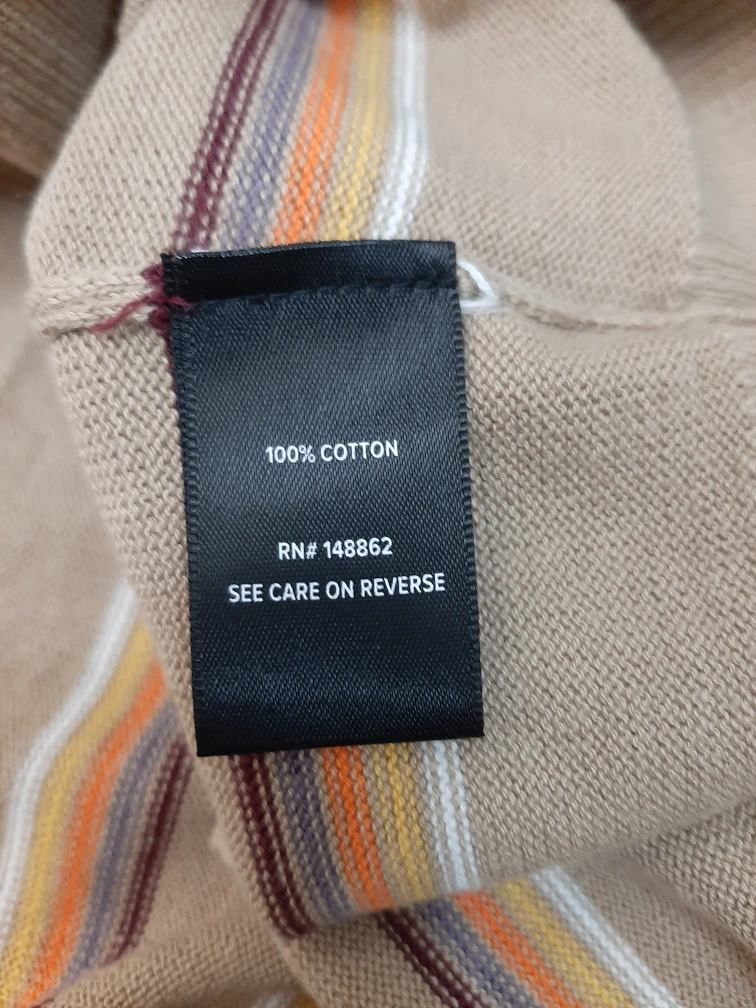 100% COTTON
RN# 148862
SEE CARE ON REVERSE